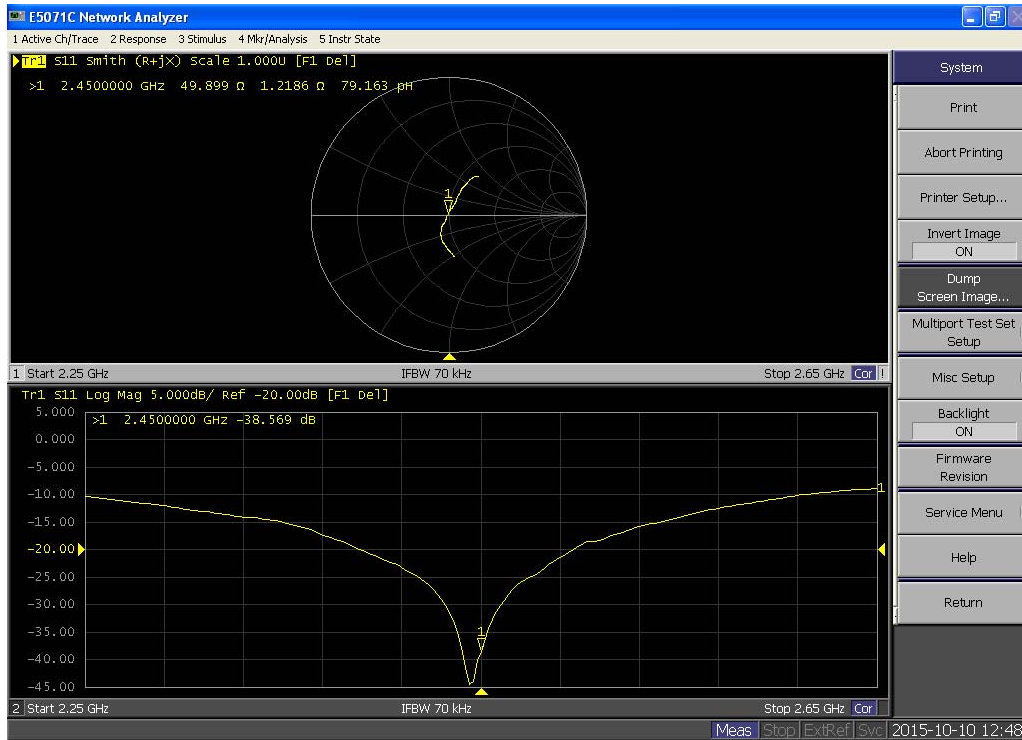 E5071C Network Analyzer
1 Active Ch/Trace 2 Response 3 Stimulus 4 Mkr/Analysis 5 Instr State
Tr1 S11 Smith (R+jX) Scale 1.000U [F1 Del]
>1 2.4500000 GHz 49.899 Ω 1.2186 Ω 79.163 pH
1
1 Start 2.25 GHz IFBW 70 kHz Stop 2.65 GHz Cor !
Tr1 S11 Log Mag 5.000dB/ Ref -20.00dB [F1 Del]
5.000
>1 2.4500000 GHz -38.569 dB
0.000
-5.000
-10.00
1
-15.00
-20.00
-25.00
-30.00
-35.00
1
-40.00
-45.00
2 Start 2.25 GHz IFBW 70 kHz Stop 2.65 GHz Cor
System
Print
Abort Printing
Printer Setup...
Invert Image
ON
Dump
Screen Image...
Multiport Test Set
Setup
Misc Setup
Backlight
ON
Firmware
Revision
Service Menu
Help
Return
Meas Stop ExtRef Svc 2015-10-10 12:48